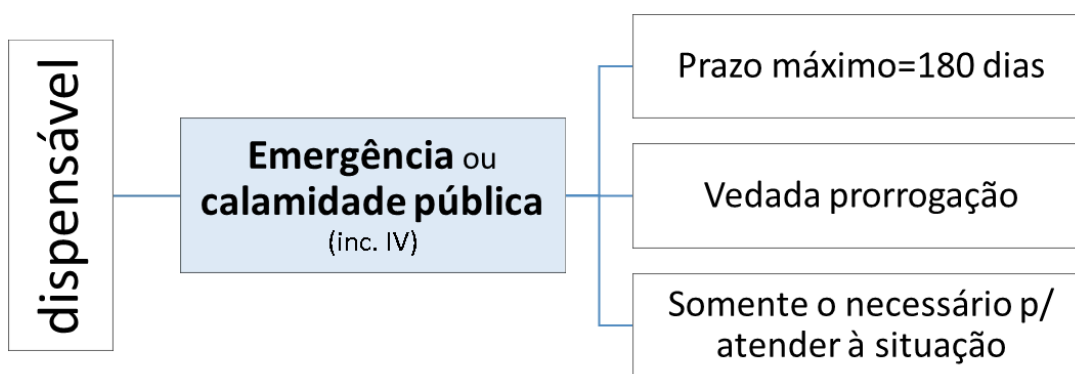 dispensável
Emergência ou
calamidade pública
(inc. IV)
Prazo máximo=180 dias
Vedada prorrogação
Somente o necessário p/
atender à situação